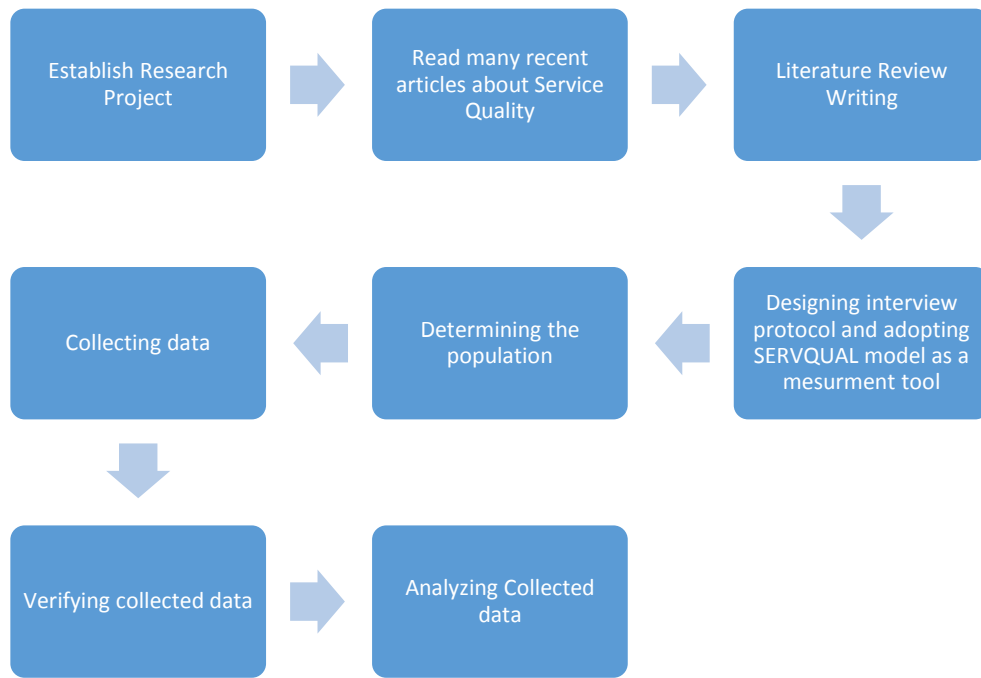 Establish Research
Project
Read many recent
articles about Service
Quality
Literature Review
Writing
Designing interview
protocol and adopting
SERVQUAL model as a
mesurment tool
Determining the
population
Collecting data
Verifying collected data
Analyzing Collected
data